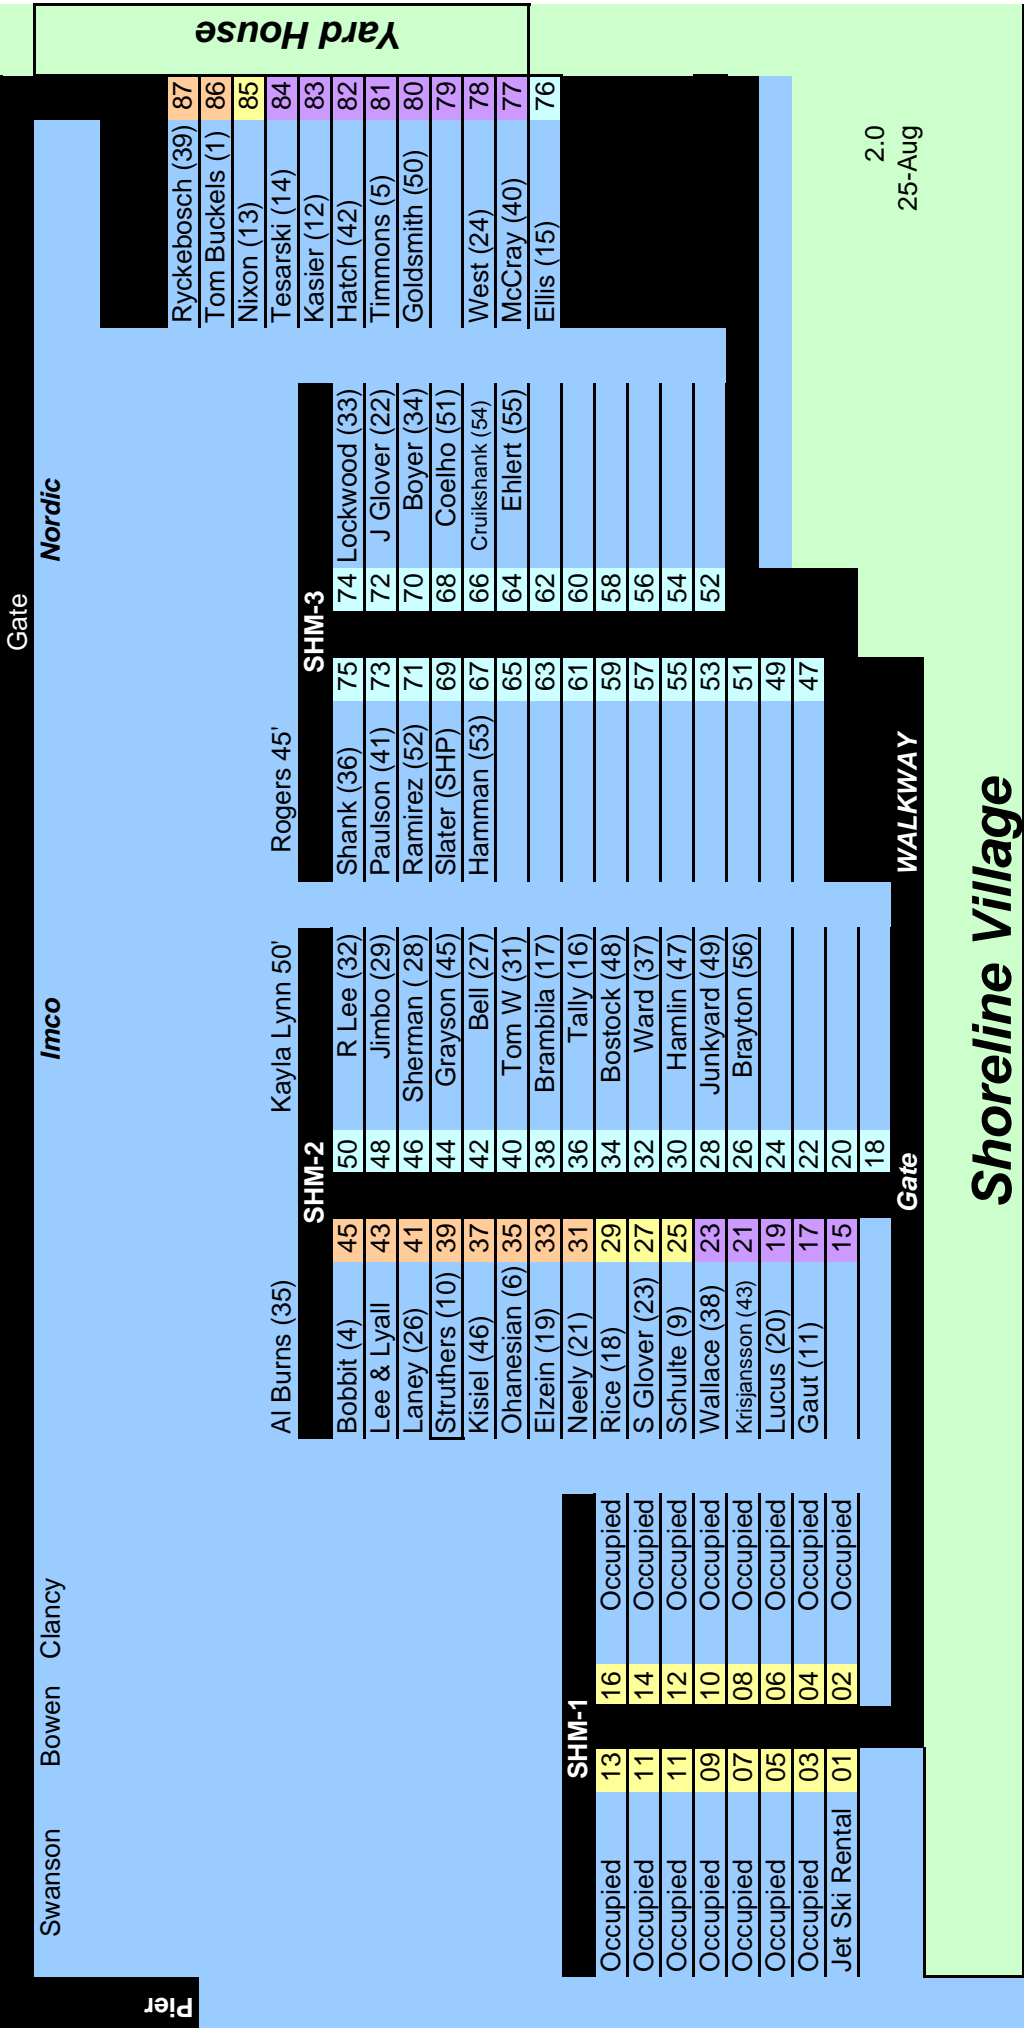 Pier
Gate
Swanson
Bowen
Clancy
Imco
Nordic
Yard House
Al Burns (35)
Kayla Lynn 50'
Rogers 45'
SHM-1
Occupied 13
Occupied 11
Occupied 11
Occupied 09
Occupied 07
Occupied 05
Occupied 03
Jet Ski Rental 01
16 Occupied
14 Occupied
12 Occupied
10 Occupied
08 Occupied
06 Occupied
04 Occupied
02 Occupied
SHM-2
Bobbit (4) 45
Lee & Lyall 43
Laney (26) 41
Struthers (10) 39
Kisiel (46) 37
Ohanesian (6) 35
Elzein (19) 33
Neely (21) 31
Rice (18) 29
S Glover (23) 27
Schulte (9) 25
Wallace (38) 23
Krisjansson (43) 21
Lucus (20) 19
Gaut (11) 17
15
50 R Lee (32)
48 Jimbo (29)
46 Sherman ( 28)
44 Grayson (45)
42 Bell (27)
40 Tom W (31)
38 Brambila (17)
36 Tally (16)
34 Bostock (48)
32 Ward (37)
30 Hamlin (47)
28 Junkyard (49)
26 Brayton (56)
24
22
20
18
SHM-3
Shank (36) 75
Paulson (41) 73
Ramirez (52) 71
Slater (SHP) 69
Hamman (53) 67
65
63
61
59
57
55
53
51
49
47
74 Lockwood (33)
72 J Glover (22)
70 Boyer (34)
68 Coelho (51)
66 Cruikshank (54)
64 Ehlert (55)
62
60
58
56
54
52
Ryckebosch (39) 87
Tom Buckels (1) 86
Nixon (13) 85
Tesarski (14) 84
Kasier (12) 83
Hatch (42) 82
Timmons (5) 81
Goldsmith (50) 80
79
West (24) 78
McCray (40) 77
Ellis (15) 76
2.0
25-Aug
Gate
WALKWAY
Shoreline Village